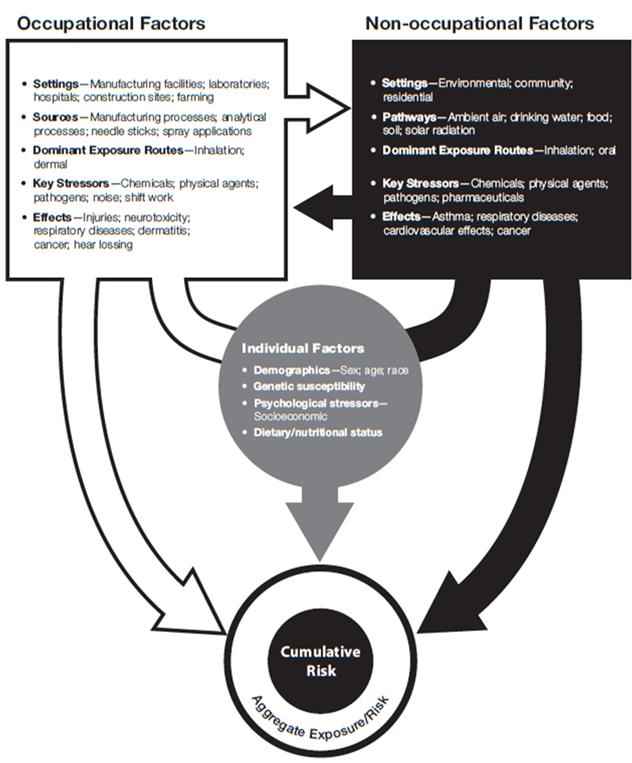 Occupational Factors
• Settings—Manufacturing facilities; laboratories;
hospitals; construction sites; farming
• Sources—Manufacturing processes; analytical
processes; needle sticks; spray applications
• Dominant Exposure Routes—Inhalation;
dermal
• Key Stressors—Chemicals; physical agents;
pathogens; noise; shift work
• Effects—Injuries; neurotoxicity;
respiratory diseases; dermatitis;
cancer; hear lossing
Non-occupational Factors
• Settings—Environmental; community;
residential
• Pathways—Ambient air; drinking water; food;
soil; solar radiation
• Dominant Exposure Routes—Inhalation; oral
• Key Stressors—Chemicals; physical agents;
pathogens; pharmaceuticals
• Effects—Asthma; respiratory diseases;
cardiovascular effects; cancer
Individual Factors
• Demographics—Sex; age; race
• Genetic susceptibility
• Psychological stressors—
Socioeconomic
• Dietary/nutritional status
Cumulative
Risk
Aggregate Exposure/Risk